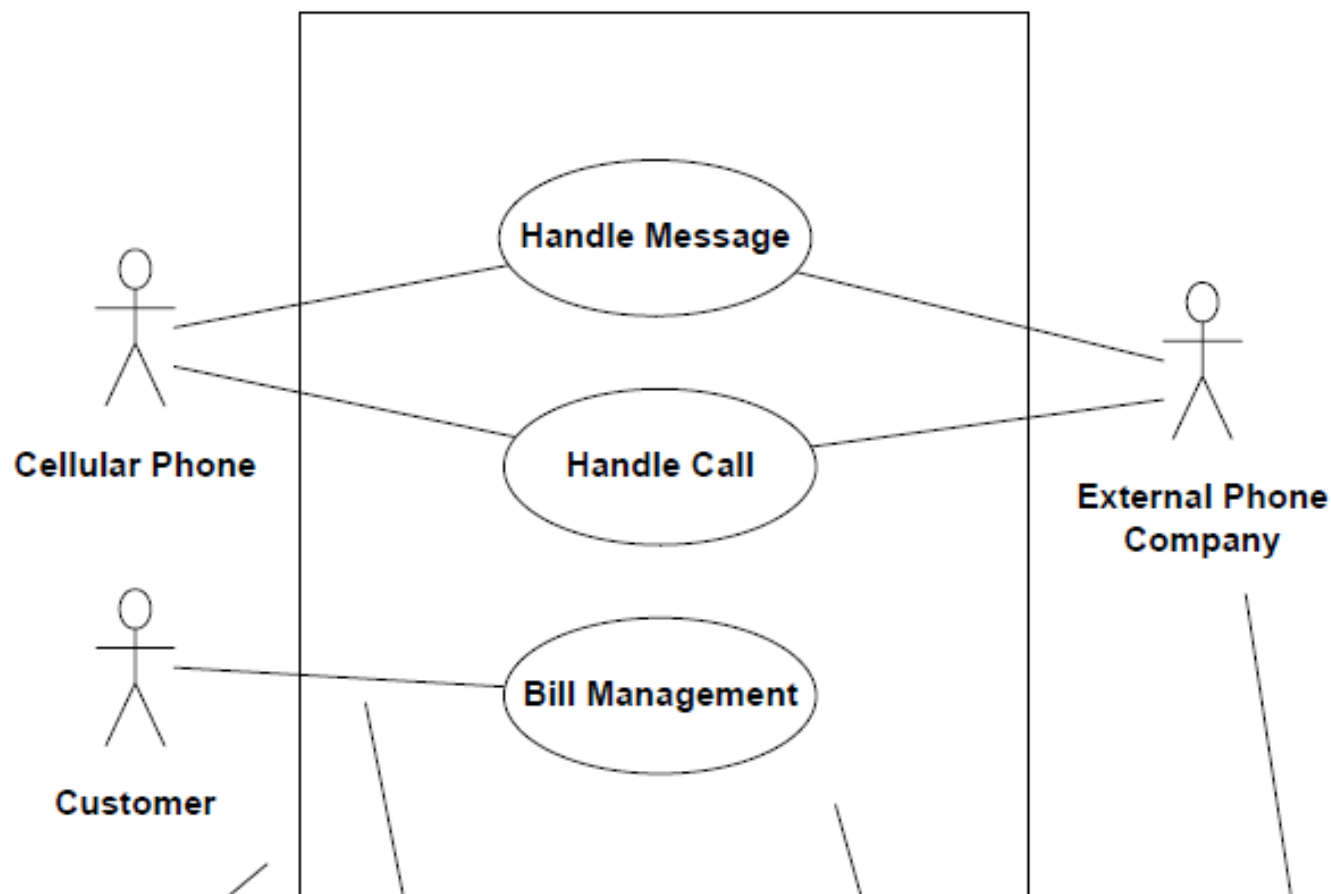 Handle Message
Cellular Phone
Handle Call
External Phone
Company
Bill Management
Customer